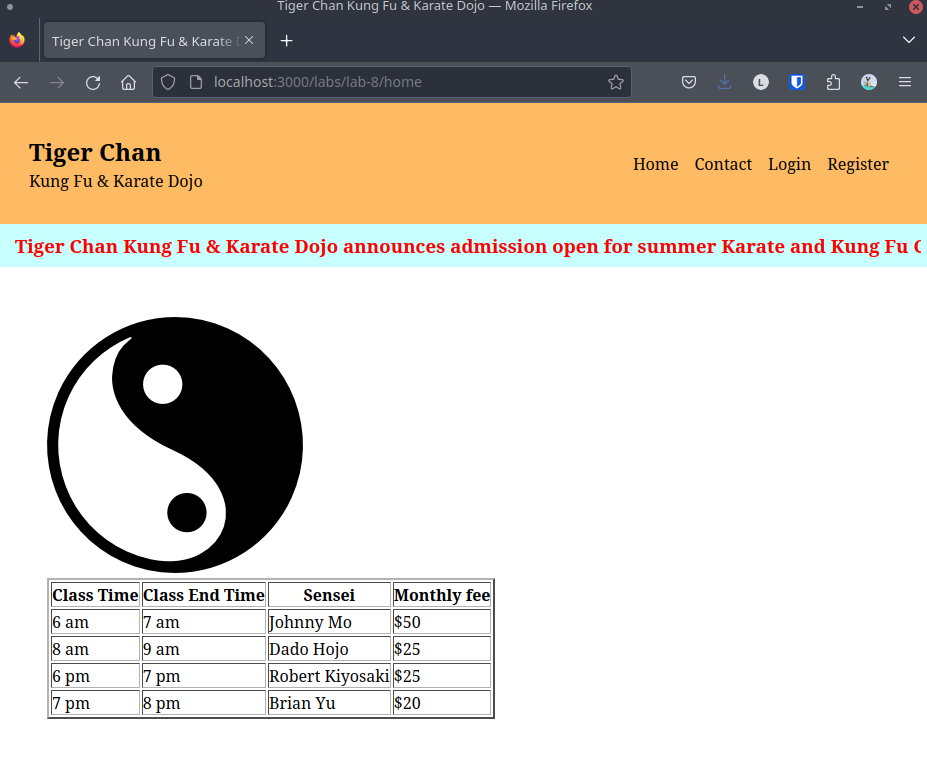 Tiger Chan Kung Fu & Karate Dojo — Mozilla Firefox
Tiger Chan Kung Fu & Karate
localhost:3000/labs/lab-8/home
L
Tiger Chan
Kung Fu & Karate Dojo
Home Contact Login Register
Tiger Chan Kung Fu & Karate Dojo announces admission open for summer Karate and Kung Fu
Class Time Class End Time Sensei Monthly fee
6 am 7 am Johnny Mo $50
8 am 9 am Dado Hojo $25
6 pm 7 pm Robert Kiyosaki $25
7 pm 8 pm Brian Yu $20